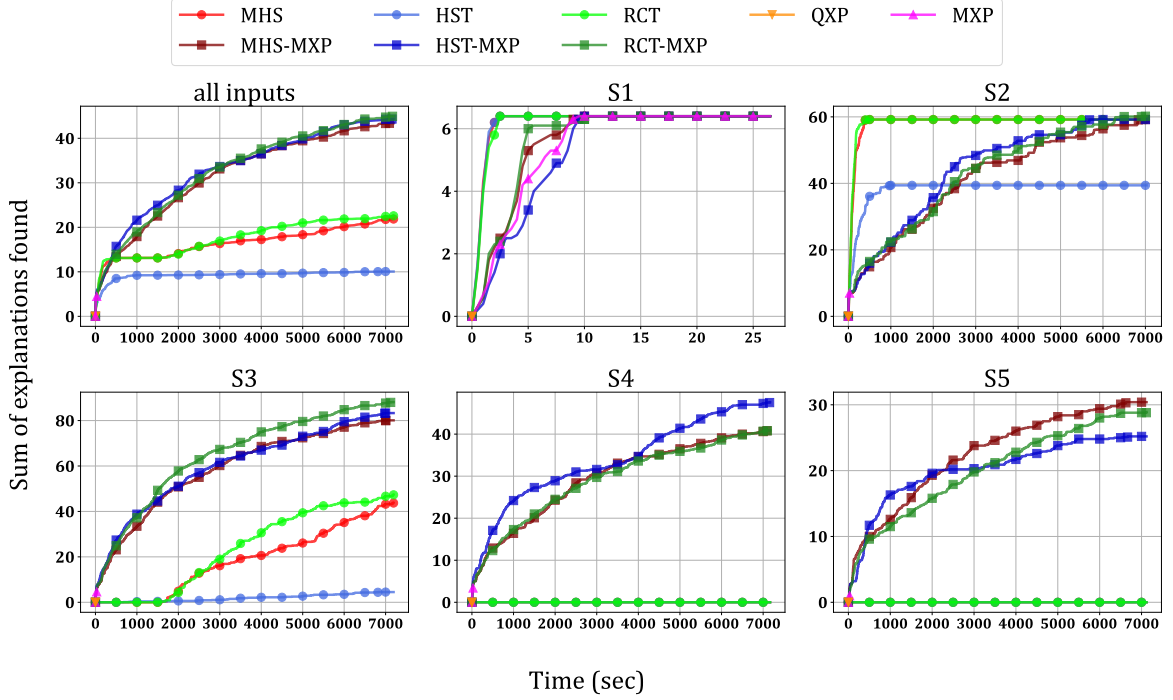 MHS HST RCT QXP MXP
MHS-MXP HST-MXP RCT-MXP
all inputs S1 S2
40 6 60
30 4 40
20 2 20
10 0 0
0
0 1000 2000 3000 4000 5000 6000 7000 0 5 10 15 20 25 0 1000 2000 3000 4000 5000 6000 7000
Sum of explanations found
S3 S4 S5
80 40 30
60 30 20
40 20 10
20 10 0
0 0
0 1000 2000 3000 4000 5000 6000 7000 0 1000 2000 3000 4000 5000 6000 7000 0 1000 2000 3000 4000 5000 6000 7000
Time (sec)